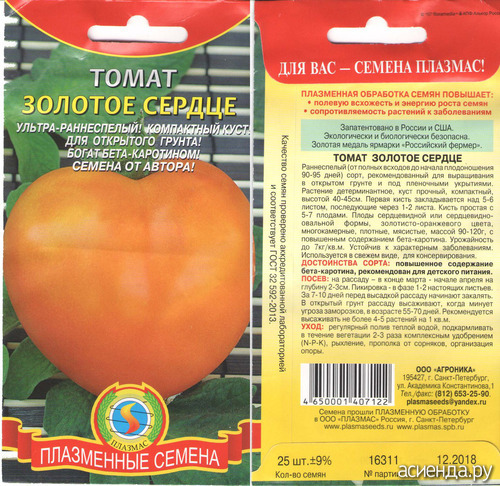 ТОМАТ
ЗОЛОТОЕ СЕРДЦЕ
УЛЬТРА-РАННЕСПЕЛЫЙ! КОМПАКТНЫЙ КУСТ
ДЛЯ ОТКРЫТОГО ГРУНТА!
БОГАТ БЕТА-КАРОТИНОМ!
СЕМЕНА ОТ АВТОРА!
ПЛАЗМАС
ПЛАЗМЕННЫЕ СЕМЕНА
Качество семян проверено аккредитованной лабораторией
и соответствует ГОСТ 32 592-2013.
ДЛЯ ВАС — СЕМЕНА ПЛАЗМАС!
ПЛАЗМЕННАЯ ОБРАБОТКА СЕМЯН ПОВЫШАЕТ:
• полевую всхожесть и энергию роста семян
• сопротивляемость растений к заболеваниям
Запатентовано в России и США.
Экологически и биологически безопасна.
Золотая медаль ярмарки «Российский фермер».
ТОМАТ ЗОЛОТОЕ СЕРДЦЕ
Раннеспелый (от полных всходов до начала плодоношения
90-95 дней) сорт, рекомендованный для выращивания
в открытом грунте и под пленочными укрытиями.
Растение детерминантное, куст прочный, компактный,
высотой 40-45см. Первая кисть закладывается над 5-6
листом, последующие через 1-2 листа. Кисть простая с
5-7 плодами. Плоды сердцевидной или сердцевидно-
овальной формы, золотисто-оранжевого цвета,
многокамерные, плотные, мясистые, массой 90-120г, с
повышенным содержанием бета-каротина. Урожайность
до 7кг/кв.м. Устойчив к характерным заболеваниям.
Используется в свежем виде, для консервирования.
ДОСТОИНСТВА СОРТА: повышенное содержание
бета-каротина, рекомендован для детского питания.
ПОСЕВ: на рассаду – в конце марта - начале апреля на
глубину 2-3см. Пикировка - в фазе 1-2 настоящих листьев.
За 7-10 дней перед высадкой рассаду начинают закалять.
В открытый грунт рассаду высаживают, когда минует
угроза заморозков, в возрасте 55-70 дней. Рекомендуется
высаживать не более 4-5 растений на 1 кв.м.
УХОД: регулярный полив теплой водой, подкармливать
в течение вегетации 2-3 раза комплексным удобрением
(N-P-K), рыхление, прополка от сорняков, организация
опоры.
4 650001 407122
ООО «АГРОНИКА»
195427, г. Санкт-Петербург,
ул. Академика Константинова,1
Тел./факс: (812) 653-25-90.
plasmaseeds@yandex.ru
Семена прошли ПЛАЗМЕННУЮ ОБРАБОТКУ
в ООО «ПЛАЗМАС» Россия, г. Санкт-Петербург.
www.plasmaseeds.ru www.plasmas.spb.ru
25 шт.±9% 16311 12.2018
Кол-во семян № партии
асиенда.ру